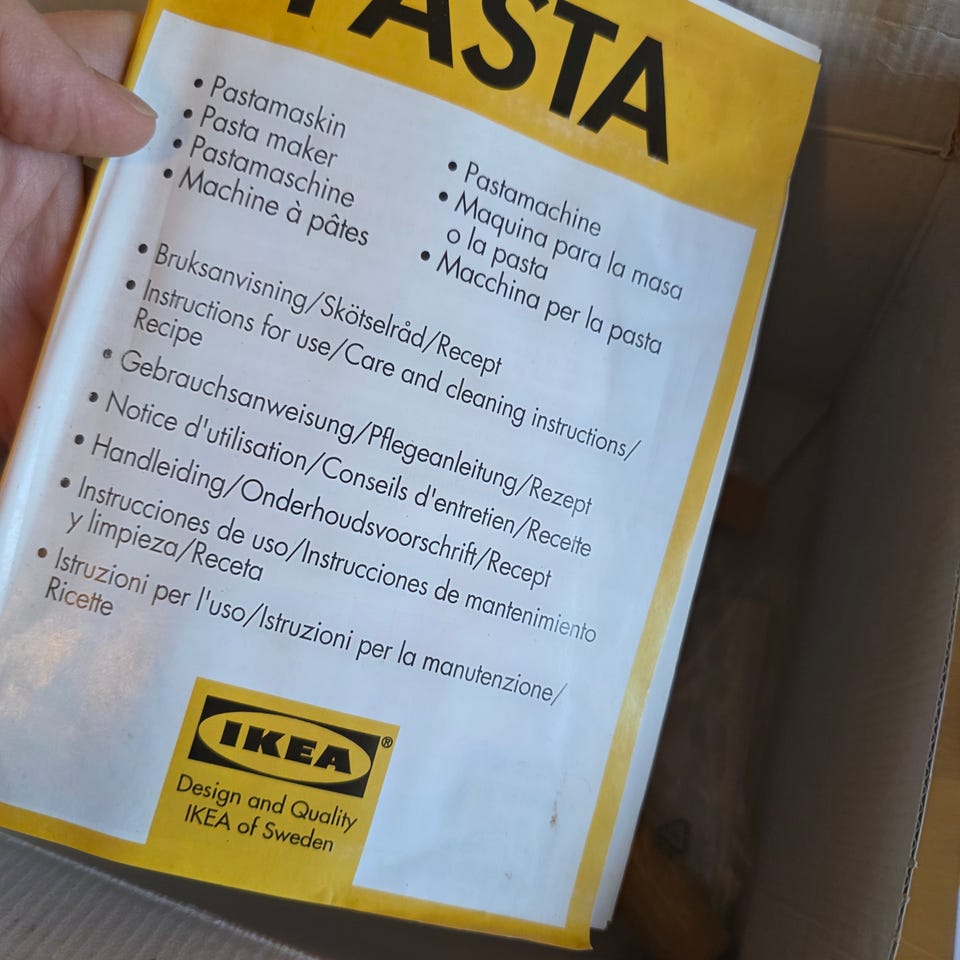 PASTA
• Pastamaskin
• Pasta maker
• Pastamaschine
• Machine à pâtes
• Pastamachine
• Maquina para la masa
o la pasta
• Macchina per la pasta
• Bruksanvisning/Skötselråd/Recept
• Instructions for use/Care and cleaning instructions/
Recipe
• Gebrauchsanweisung/Pflegeanleitung/Rezept
• Notice d'utilisation/Conseils d'entretien/Recette
• Handleiding/Onderhoudsvoorschrift/Recept
• Instrucciones de uso/Instrucciones de mantenimiento
y limpieza/Receta
• Istruzioni per l'uso/Istruzioni per la manutenzione/
Ricette
IKEA®
Design and Quality
IKEA of Sweden